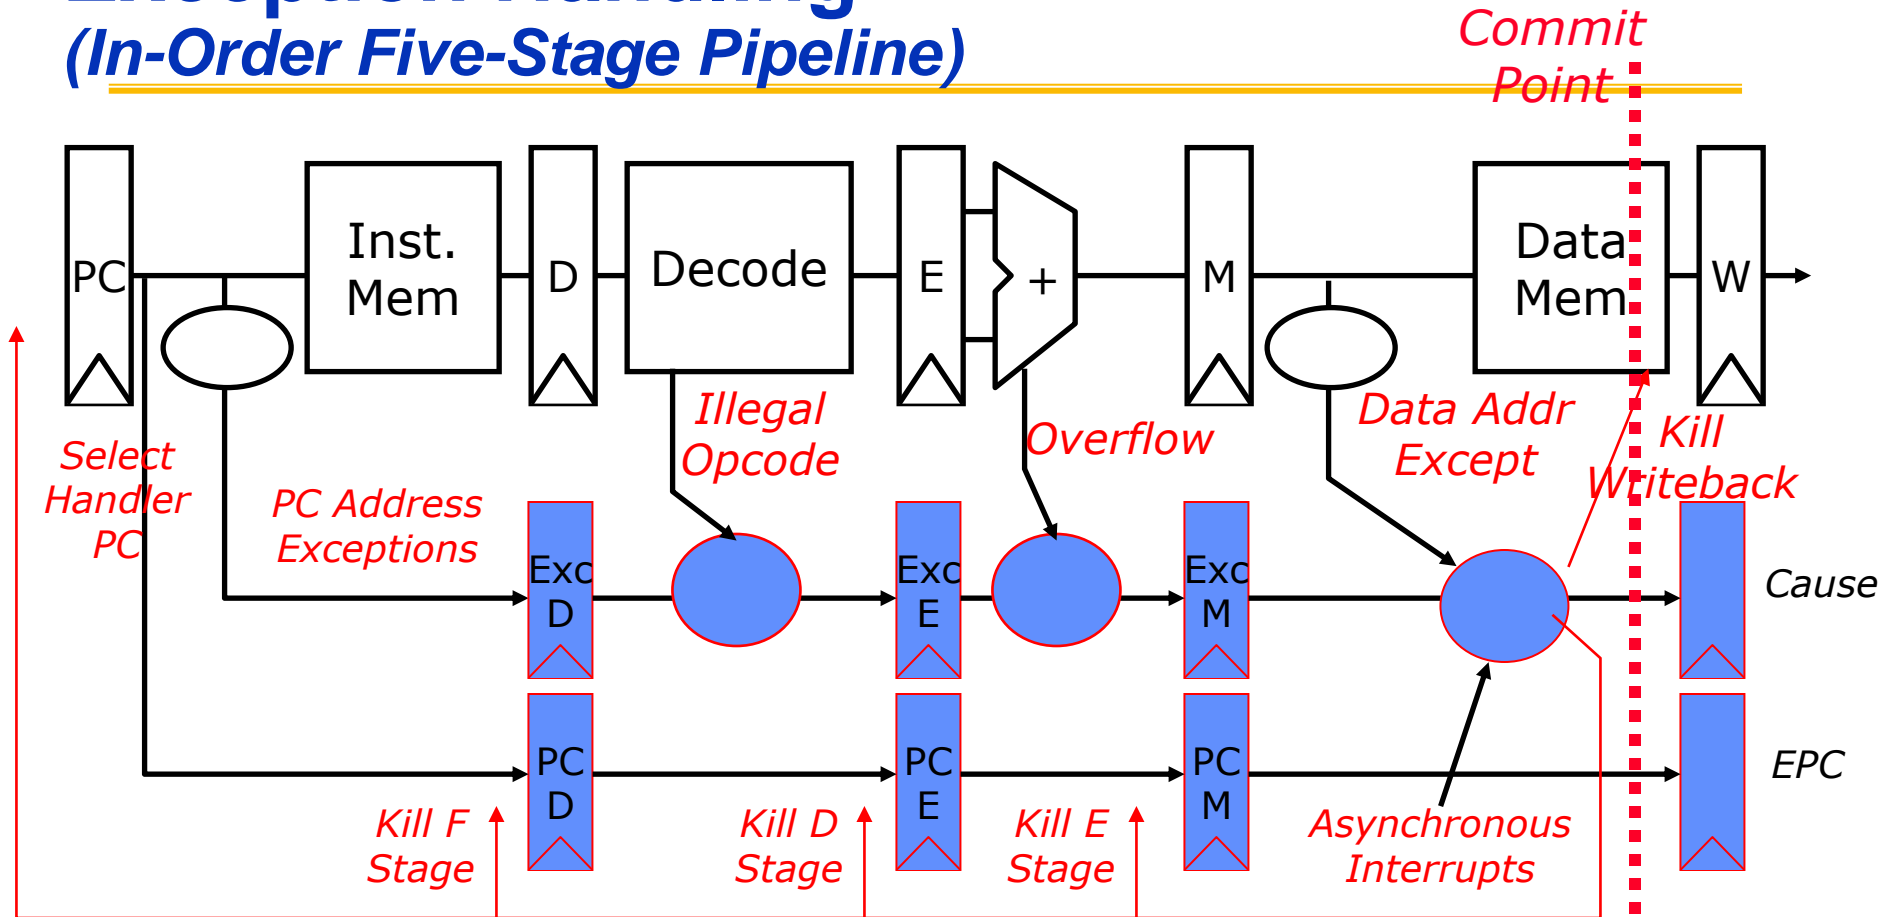 Exception Handling
(In-Order Five-Stage Pipeline)
Commit
Point
PC
Inst.
Mem
D
Decode
E
+
M
Data
Mem
W
Select
Handler
PC
PC Address
Exceptions
Illegal
Opcode
Overflow
Data Addr
Except
Kill
Writeback
Exc
D
Exc
E
Exc
M
Cause
PC
D
PC
E
PC
M
EPC
Kill F
Stage
Kill D
Stage
Kill E
Stage
Asynchronous
Interrupts